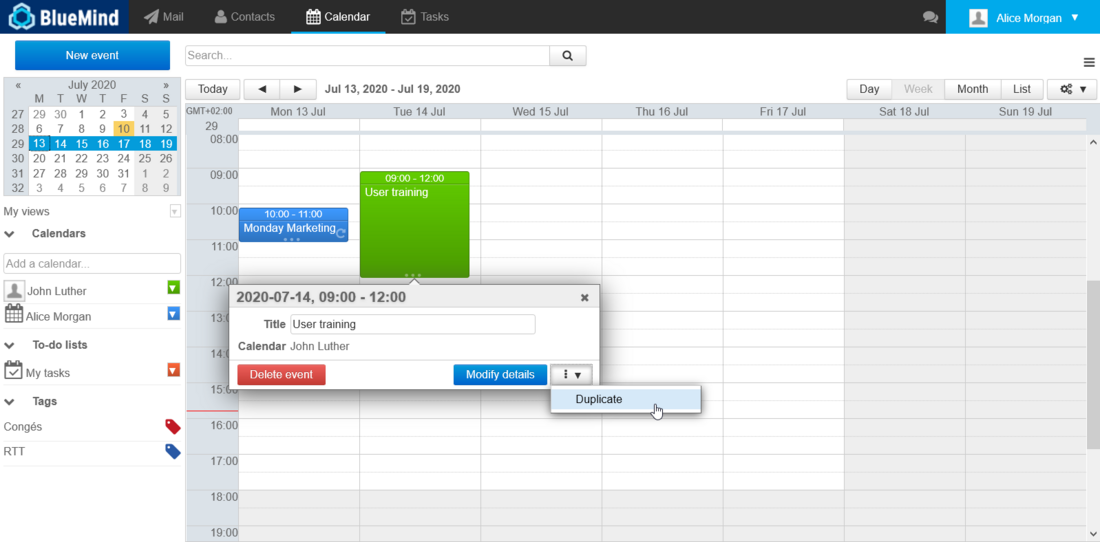 BlueMind Mail Contacts Calendar Tasks Alice Morgan ▼
New event
Search...
« July 2020 »
M T W T F S S
27 29 30 1 2 3 4 5
28 6 7 8 9 10 11 12
29 13 14 15 16 17 18 19
30 20 21 22 23 24 25 26
31 27 28 29 30 31 1 2
32 3 4 5 6 7 8 9
My views
Calendars
Add a calendar...
John Luther
Alice Morgan
To-do lists
My tasks
Tags
Congés
RTT
Today ◄ ► Jul 13, 2020 - Jul 19, 2020 Day Week Month List ▼
GMT+02:00 Mon 13 Jul Tue 14 Jul Wed 15 Jul Thu 16 Jul Fri 17 Jul Sat 18 Jul Sun 19 Jul
29
08:00
09:00
10:00
11:00
12:00
13:0
14:0
15:00
16:00
17:00
18:00
19:00
09:00 - 12:00
User training
10:00 - 11:00
Monday Marketing
2020-07-14, 09:00 - 12:00 ×
Title User training
Calendar John Luther
Delete event Modify details ▼
Duplicate